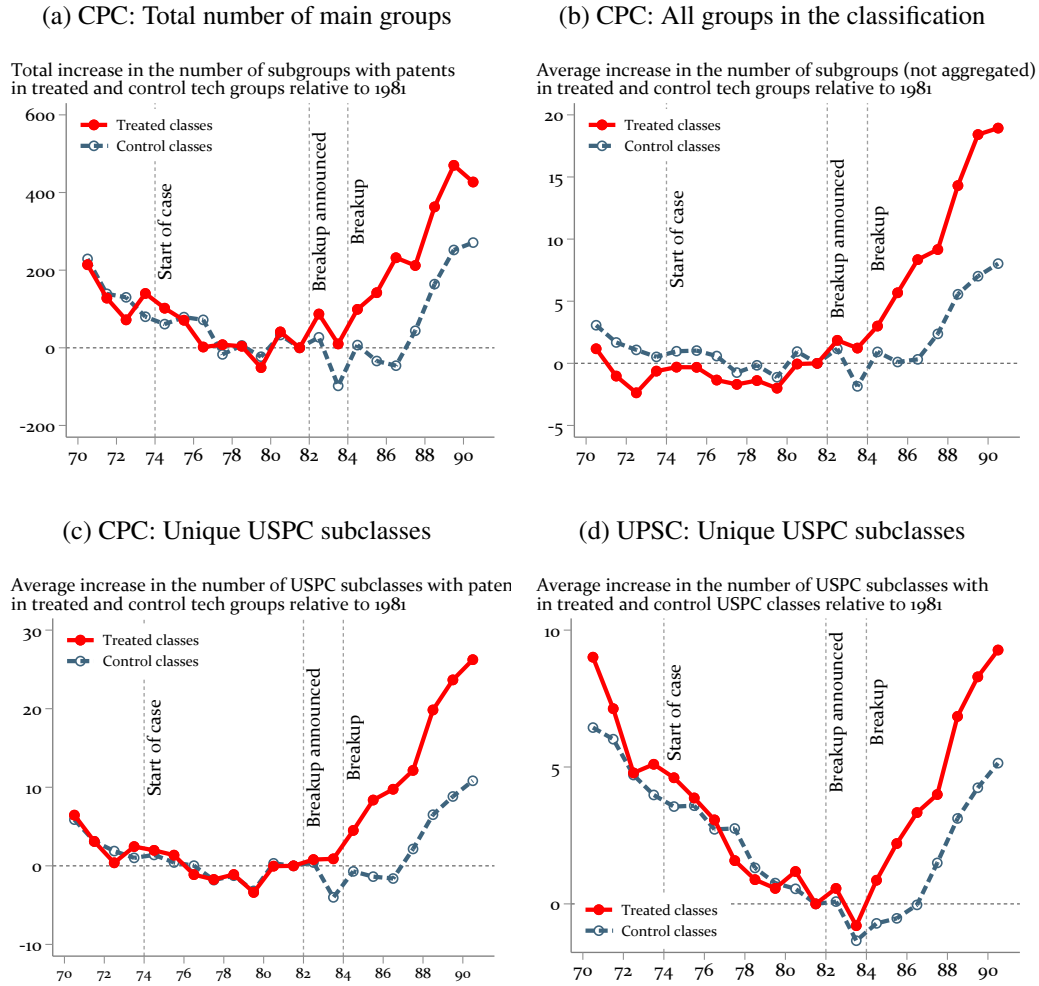 (a) CPC: Total number of main groups
Total increase in the number of subgroups with patents
in treated and control tech groups relative to 1981
600
400
200
0
-200
Treated classes
Control classes
Start of case
Breakup announced
Breakup
70 72 74 76 78 80 82 84 86 88 90
(b) CPC: All groups in the classification
Average increase in the number of subgroups (not aggregated)
in treated and control tech groups relative to 1981
20
15
10
5
0
-5
Treated classes
Control classes
Start of case
Breakup announced
Breakup
70 72 74 76 78 80 82 84 86 88 90
(c) CPC: Unique USPC subclasses
Average increase in the number of USPC subclasses with paten
in treated and control tech groups relative to 1981
30
20
10
0
-10
Treated classes
Control classes
Start of case
Breakup announced
Breakup
70 72 74 76 78 80 82 84 86 88 90
(d) UPSC: Unique USPC subclasses
Average increase in the number of USPC subclasses with
in treated and control USPC classes relative to 1981
10
5
0
Start of case
Breakup announced
Breakup
Treated classes
Control classes
70 72 74 76 78 80 82 84 86 88 90